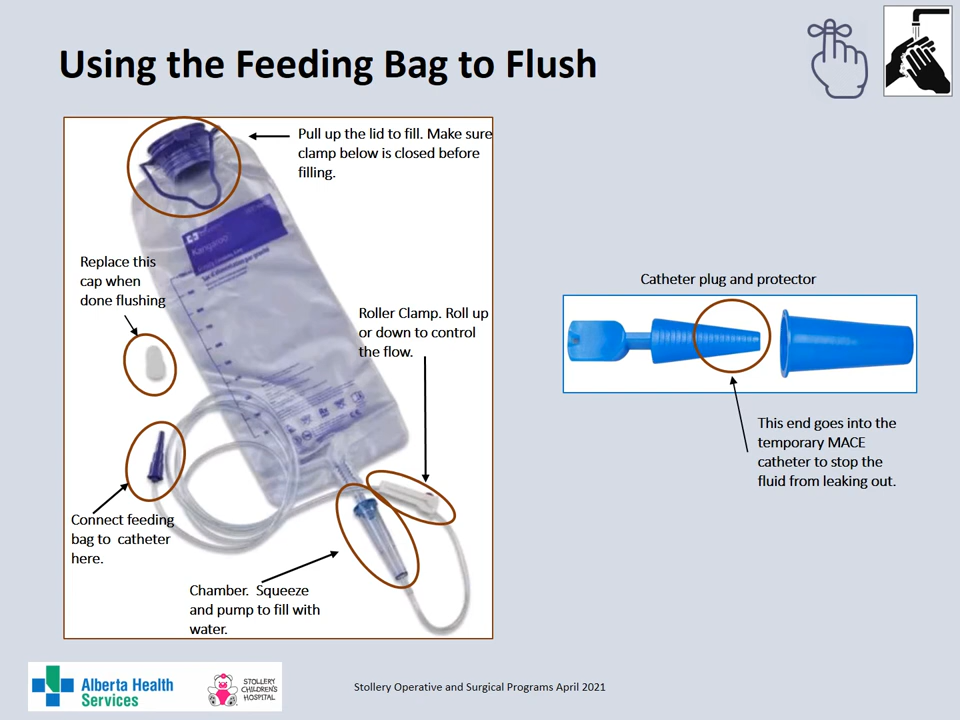 Using the Feeding Bag to Flush
Pull up the lid to fill. Make sure
clamp below is closed before
filling.
Kangaroo
Replace this
cap when
done flushing
Roller Clamp. Roll up
or down to control
the flow.
Connect feeding
bag to catheter
here.
Chamber. Squeeze
and pump to fill with
water.
Catheter plug and protector
This end goes into the
temporary MACE
catheter to stop the
fluid from leaking out.
Alberta Health
Services
STOLLERY
CHILDREN'S
HOSPITAL
Stollery Operative and Surgical Programs April 2021